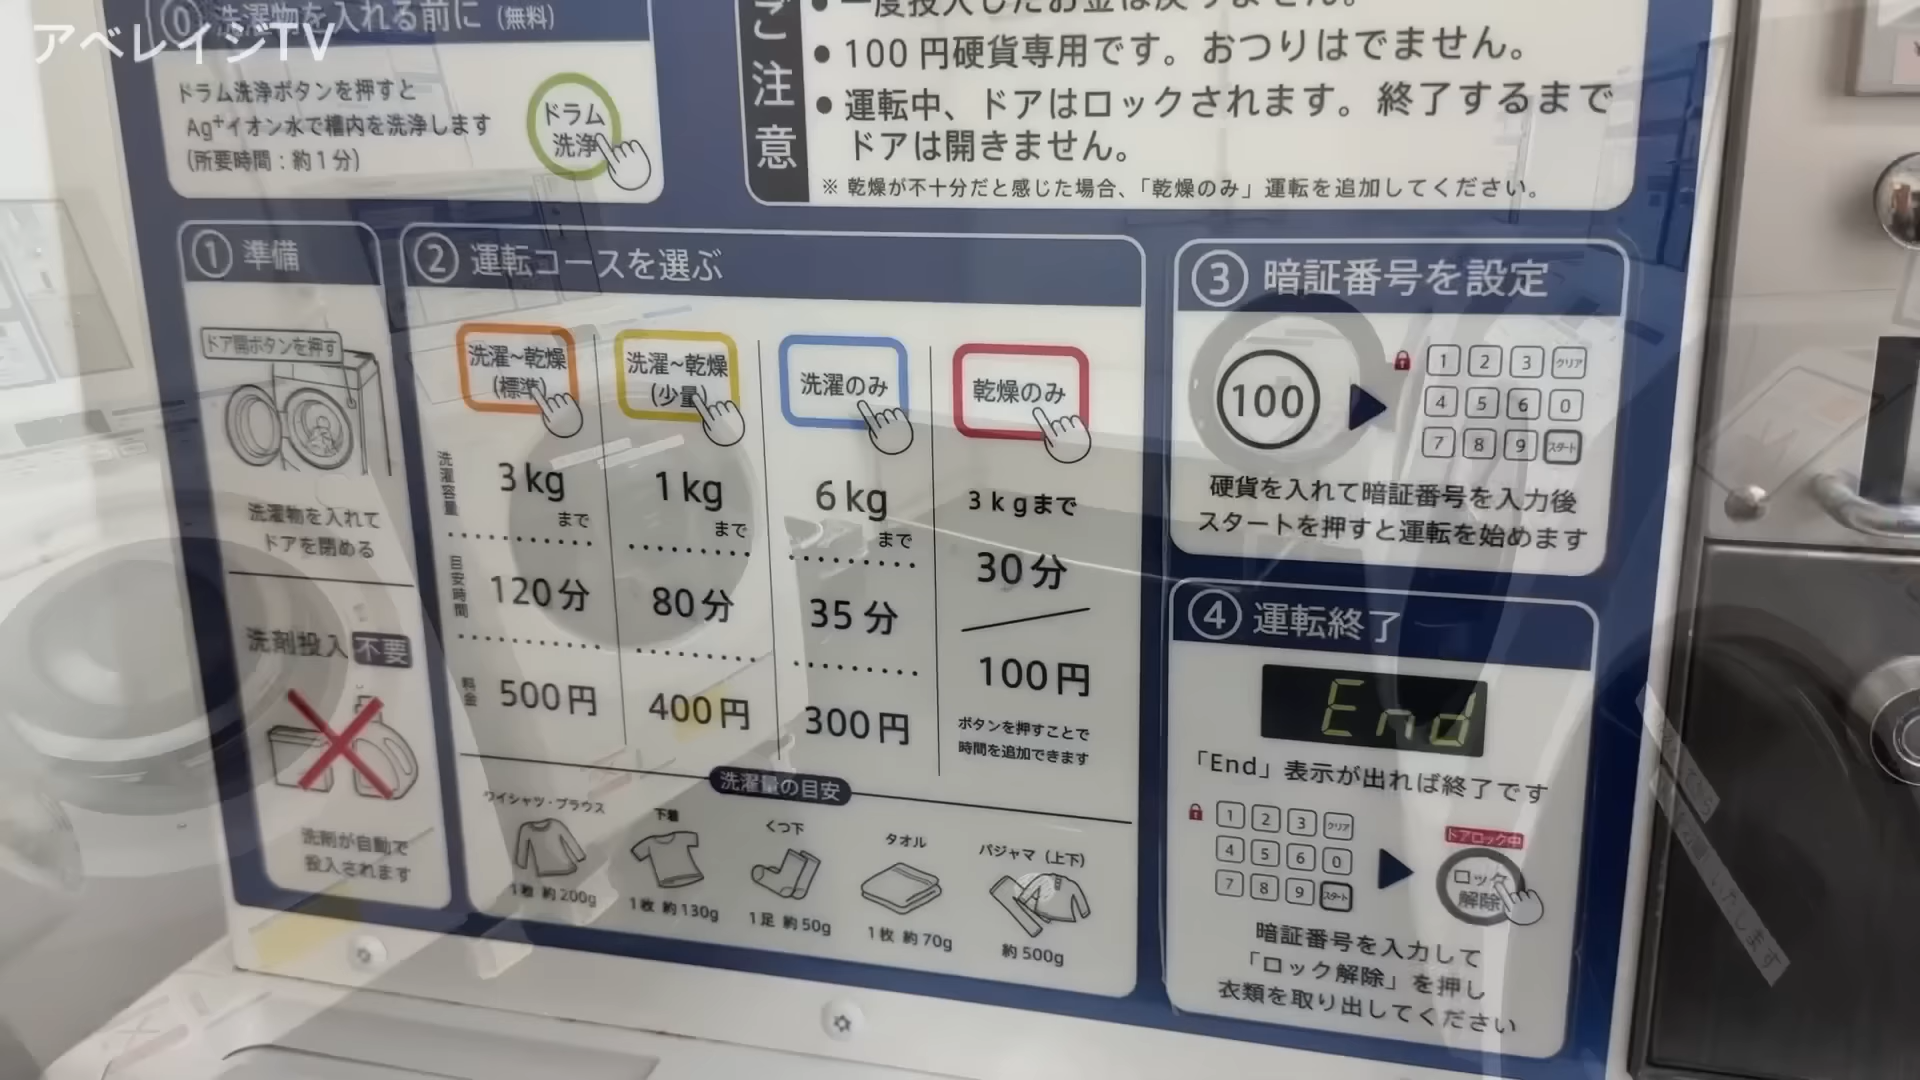 アベレイジTV
⓪ 洗濯物を入れる前に（無料）
ドラム洗浄ボタンを押すと
Ag⁺イオン水で槽内を洗浄します
(所要時間：約1分)
ドラム
洗浄
ご注意
● 一度投入したお金は戻りません。
● 100円硬貨専用です。おつりはでません。
● 運転中、ドアはロックされます。終了するまで
ドアは開きません。
※ 乾燥が不十分だと感じた場合、「乾燥のみ」運転を追加してください。
① 準備
ドア開ボタンを押す
洗濯物を入れて
ドアを閉める
洗剤投入 不要
洗剤が自動で
投入されます
② 運転コースを選ぶ
洗濯~乾燥
(標準)
洗濯~乾燥
(少量)
洗濯のみ
乾燥のみ
洗濯容量
3kg
まで
1kg
まで
6kg
まで
3kgまで
目安時間
120分
80分
35分
30分
料金
500円
400円
300円
100円
ボタンを押すことで
時間を追加できます
洗濯量の目安
ワイシャツ・ブラウス
1枚 約200g
下着
1枚 約130g
くつ下
1足 約50g
タオル
1枚 約70g
パジャマ（上下）
約500g
③ 暗証番号を設定
100
1 2 3 クリア
4 5 6 0
7 8 9 スタート
硬貨を入れて暗証番号を入力後
スタートを押すと運転を始めます
④ 運転終了
End
「End」表示が出れば終了です
1 2 3 クリア
4 5 6 0
7 8 9 スタート
ドアロック中
ロック
解除
暗証番号を入力して
「ロック解除」を押し
衣類を取り出してください